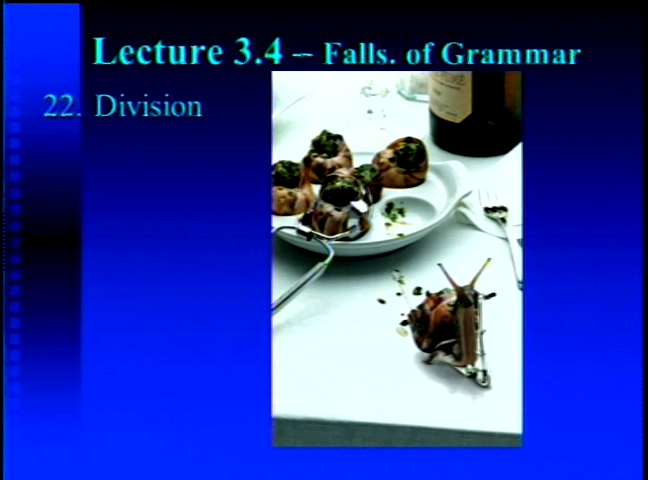 Lecture 3.4 – Falls. of Grammar
22. Division